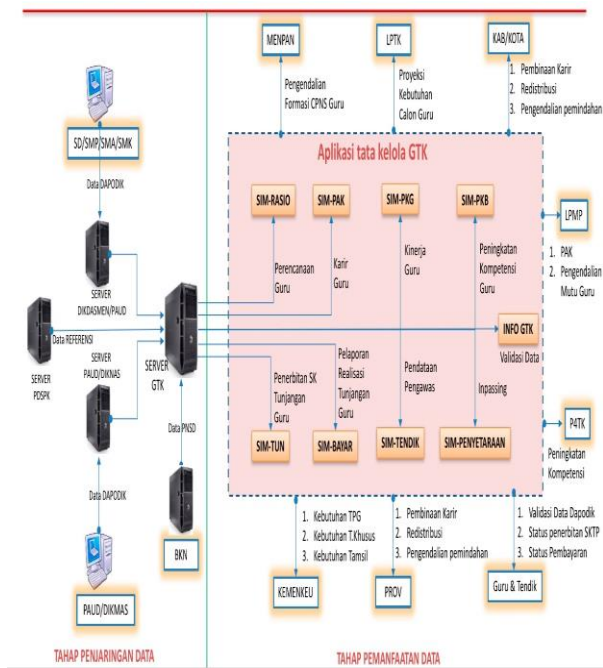 MENPAN
LPTK
KAB/KOTA
Pengendalian
Formasi CPNS Guru
Proyeksi
Kebutuhan
Calon Guru
1. Pembinaan Karir
2. Redistribusi
3. Pengendalian pemindahan
SD/SMP/SMA/SMK
Data DAPODIK
SERVER
DIKDASMEN/PAUD
Data REFERENSI
SERVER
PDSPK
SERVER
PAUD/DIKNAS
SERVER
GTK
Data DAPODIK
Data PNSD
PAUD/DIKMAS
BKN
Aplikasi tata kelola GTK
SIM-RASIO
SIM-PAK
SIM-PKG
SIM-PKB
Perencanaan
Guru
Karir
Guru
Kinerja
Guru
Peningkatan
Kompetensi
Guru
INFO GTK
Validasi Data
Penerbitan SK
Tunjangan
Guru
Pelaporan
Realisasi
Tunjangan
Guru
Pendataan
Pengawas
Inpassing
SIM-TUN
SIM-BAYAR
SIM-TENDIK
SIM-PENYETARAAN
LPMP
1. PAK
2. Pengendalian
Mutu Guru
P4TK
Peningkatan
Kompetensi
1. Kebutuhan TPG
2. Kebutuhan T.Khusus
3. Kebutuhan Tamsil
1. Pembinaan Karir
2. Redistribusi
3. Pengendalian pemindahan
1. Validasi Data Dapodik
2. Status penerbitan SKTP
3. Status Pembayaran
KEMENKEU
PROV
Guru & Tendik
TAHAP PENJARINGAN DATA
TAHAP PEMANFAATAN DATA